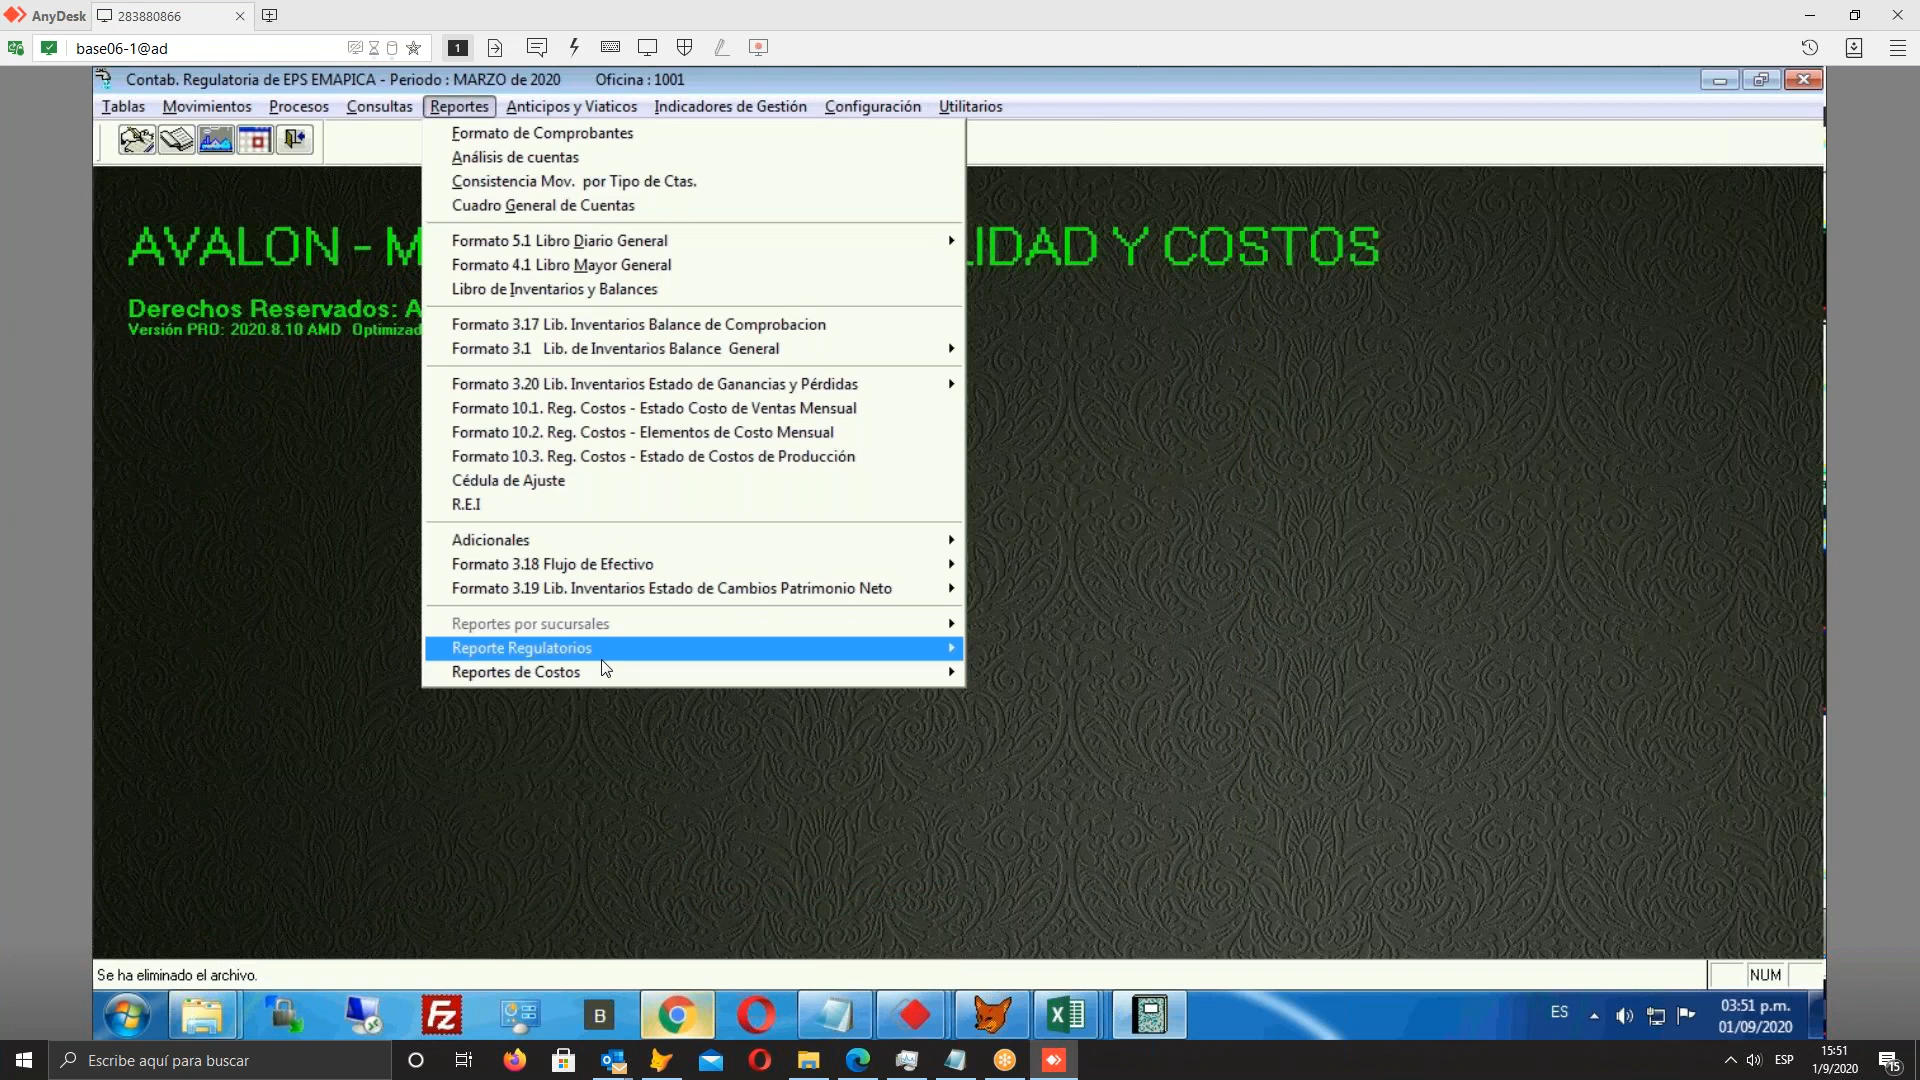 AnyDesk
283880866
base06-1@ad
1
Contab. Regulatoria de EPS EMAPICA - Periodo : MARZO de 2020 Oficina : 1001
Tablas Movimientos Procesos Consultas Reportes Anticipos y Viaticos Indicadores de Gestión Configuración Utilitarios
Formato de Comprobantes
Análisis de cuentas
Consistencia Mov. por Tipo de Ctas.
Cuadro General de Cuentas
Formato 5.1 Libro Diario General
Formato 4.1 Libro Mayor General
Libro de Inventarios y Balances
Formato 3.17 Lib. Inventarios Balance de Comprobacion
Formato 3.1 Lib. de Inventarios Balance General
Formato 3.20 Lib. Inventarios Estado de Ganancias y Pérdidas
Formato 10.1. Reg. Costos - Estado Costo de Ventas Mensual
Formato 10.2. Reg. Costos - Elementos de Costo Mensual
Formato 10.3. Reg. Costos - Estado de Costos de Producción
Cédula de Ajuste
R.E.I
Adicionales
Formato 3.18 Flujo de Efectivo
Formato 3.19 Lib. Inventarios Estado de Cambios Patrimonio Neto
Reportes por sucursales
Reporte Regulatorios
Reportes de Costos
AVALON - M LIDAD Y COSTOS
Derechos Reservados: A
Versión PRO: 2020.8.10 AMD Optimizad
Se ha eliminado el archivo.
NUM
B
ES
03:51 p.m.
01/09/2020
Escribe aquí para buscar
ESP
15:51
1/9/2020
15